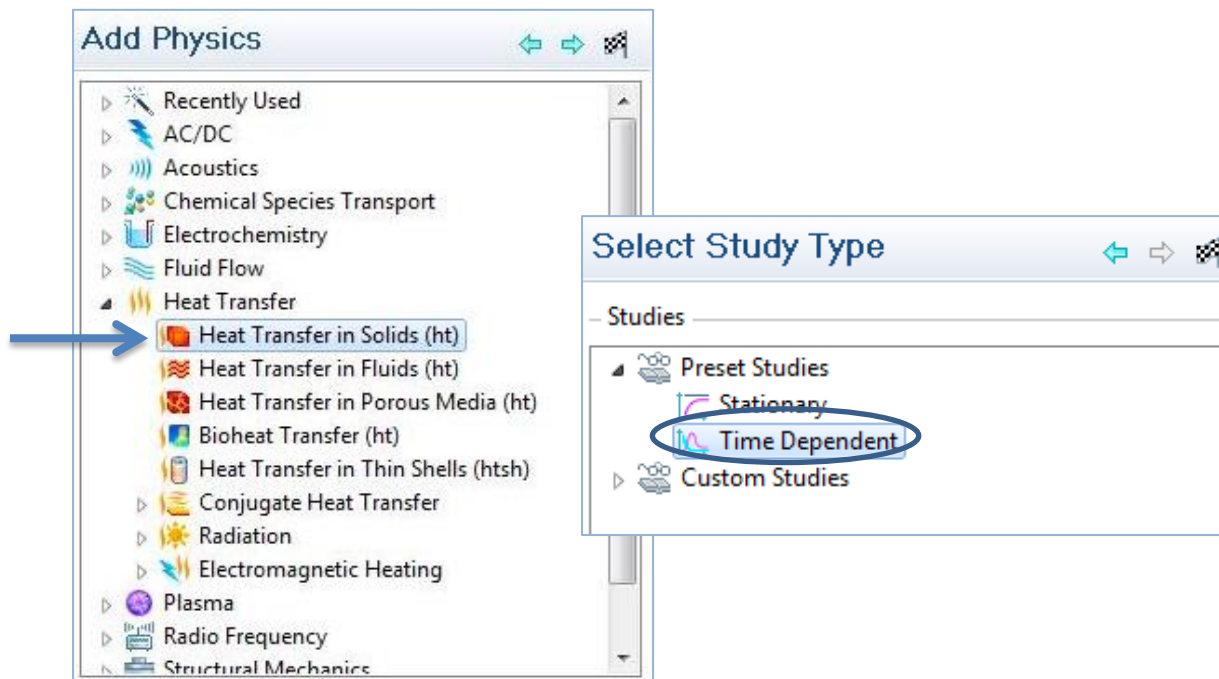 Add Physics
Recently Used
AC/DC
Acoustics
Chemical Species Transport
Electrochemistry
Fluid Flow
Heat Transfer
Heat Transfer in Solids (ht)
Heat Transfer in Fluids (ht)
Heat Transfer in Porous Media (ht)
Bioheat Transfer (ht)
Heat Transfer in Thin Shells (htsh)
Conjugate Heat Transfer
Radiation
Electromagnetic Heating
Plasma
Radio Frequency
Structural Mechanics
Select Study Type
Studies
Preset Studies
Stationary
Time Dependent
Custom Studies